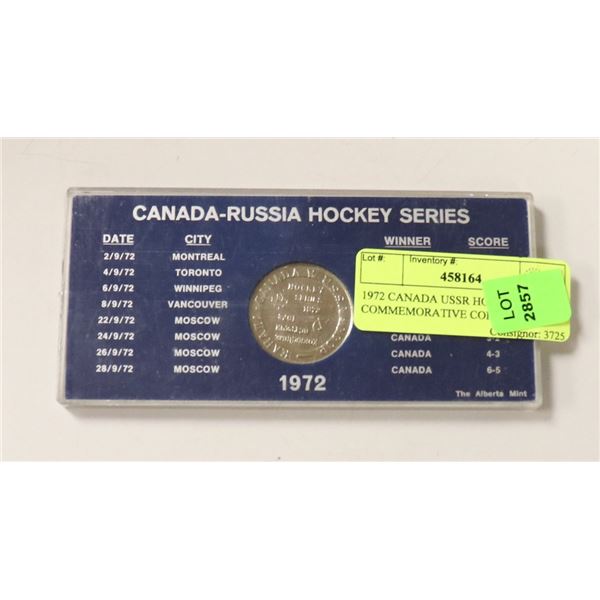 CANADA-RUSSIA HOCKEY SERIES
DATE CITY WINNER SCORE
2/9/72 MONTREAL
4/9/72 TORONTO
6/9/72 WINNIPEG
8/9/72 VANCOUVER
22/9/72 MOSCOW
24/9/72 MOSCOW CANADA
26/9/72 MOSCOW CANADA 4-3
28/9/72 MOSCOW CANADA 6-5
1972
The Alberta Mint
HOCKEY
SERIES
Lot #: Inventory #:
458164
1972 CANADA USSR
COMMEMORATIVE
Consignor: 3725
LOT
2857